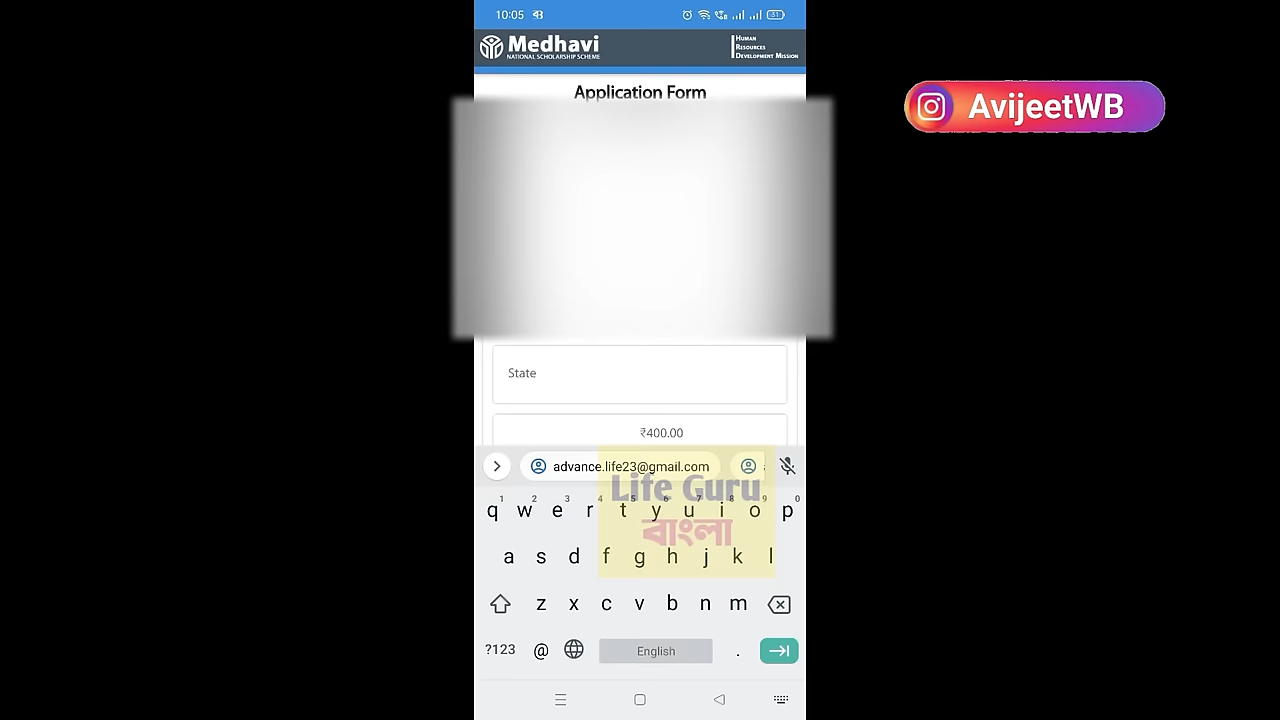 10:05
31
Medhavi
NATIONAL SCHOLARSHIP SCHEME
HUMAN
RESOURCES
DEVELOPMENT MISSION
Application Form
AvijeetWB
State
₹400.00
advance.life23@gmail.com
Life Guru
বাংলা
1 2 3 4 5 6 7 8 9 0
q w e r t y u i o p
a s d f g h j k l
z x c v b n m
?123 @ English .